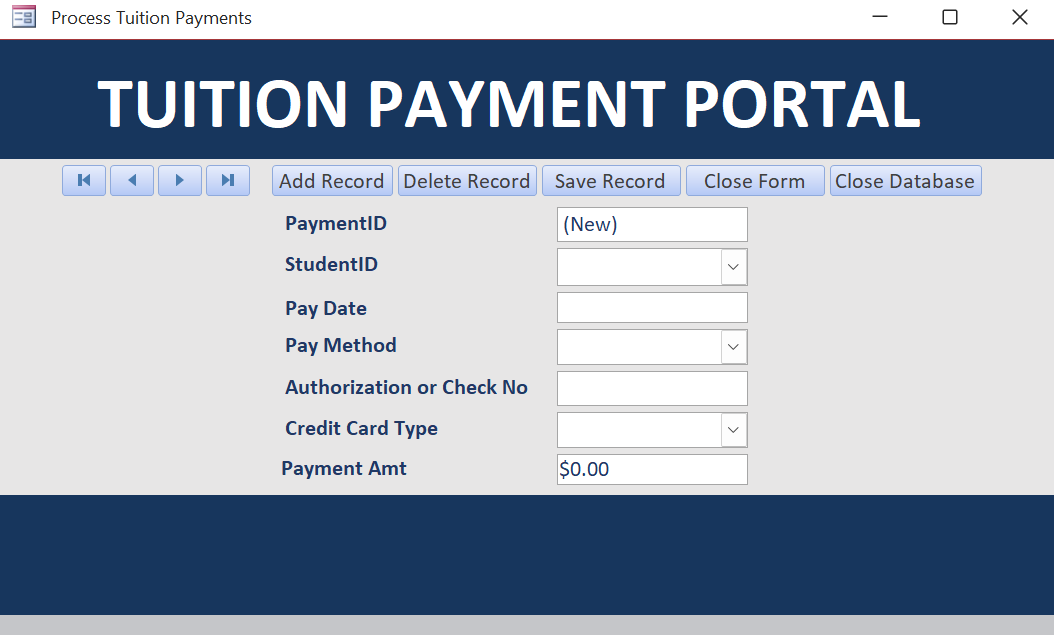 Process Tuition Payments
TUITION PAYMENT PORTAL
Add Record Delete Record Save Record Close Form Close Database
PaymentID (New)
StudentID
Pay Date
Pay Method
Authorization or Check No
Credit Card Type
Payment Amt $0.00